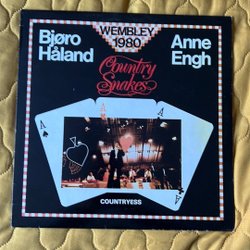 WEMBLEY
1980
Bjøro
Håland
Anne
Engh
Country
Snakes
A
A
A
COUNTRYESS